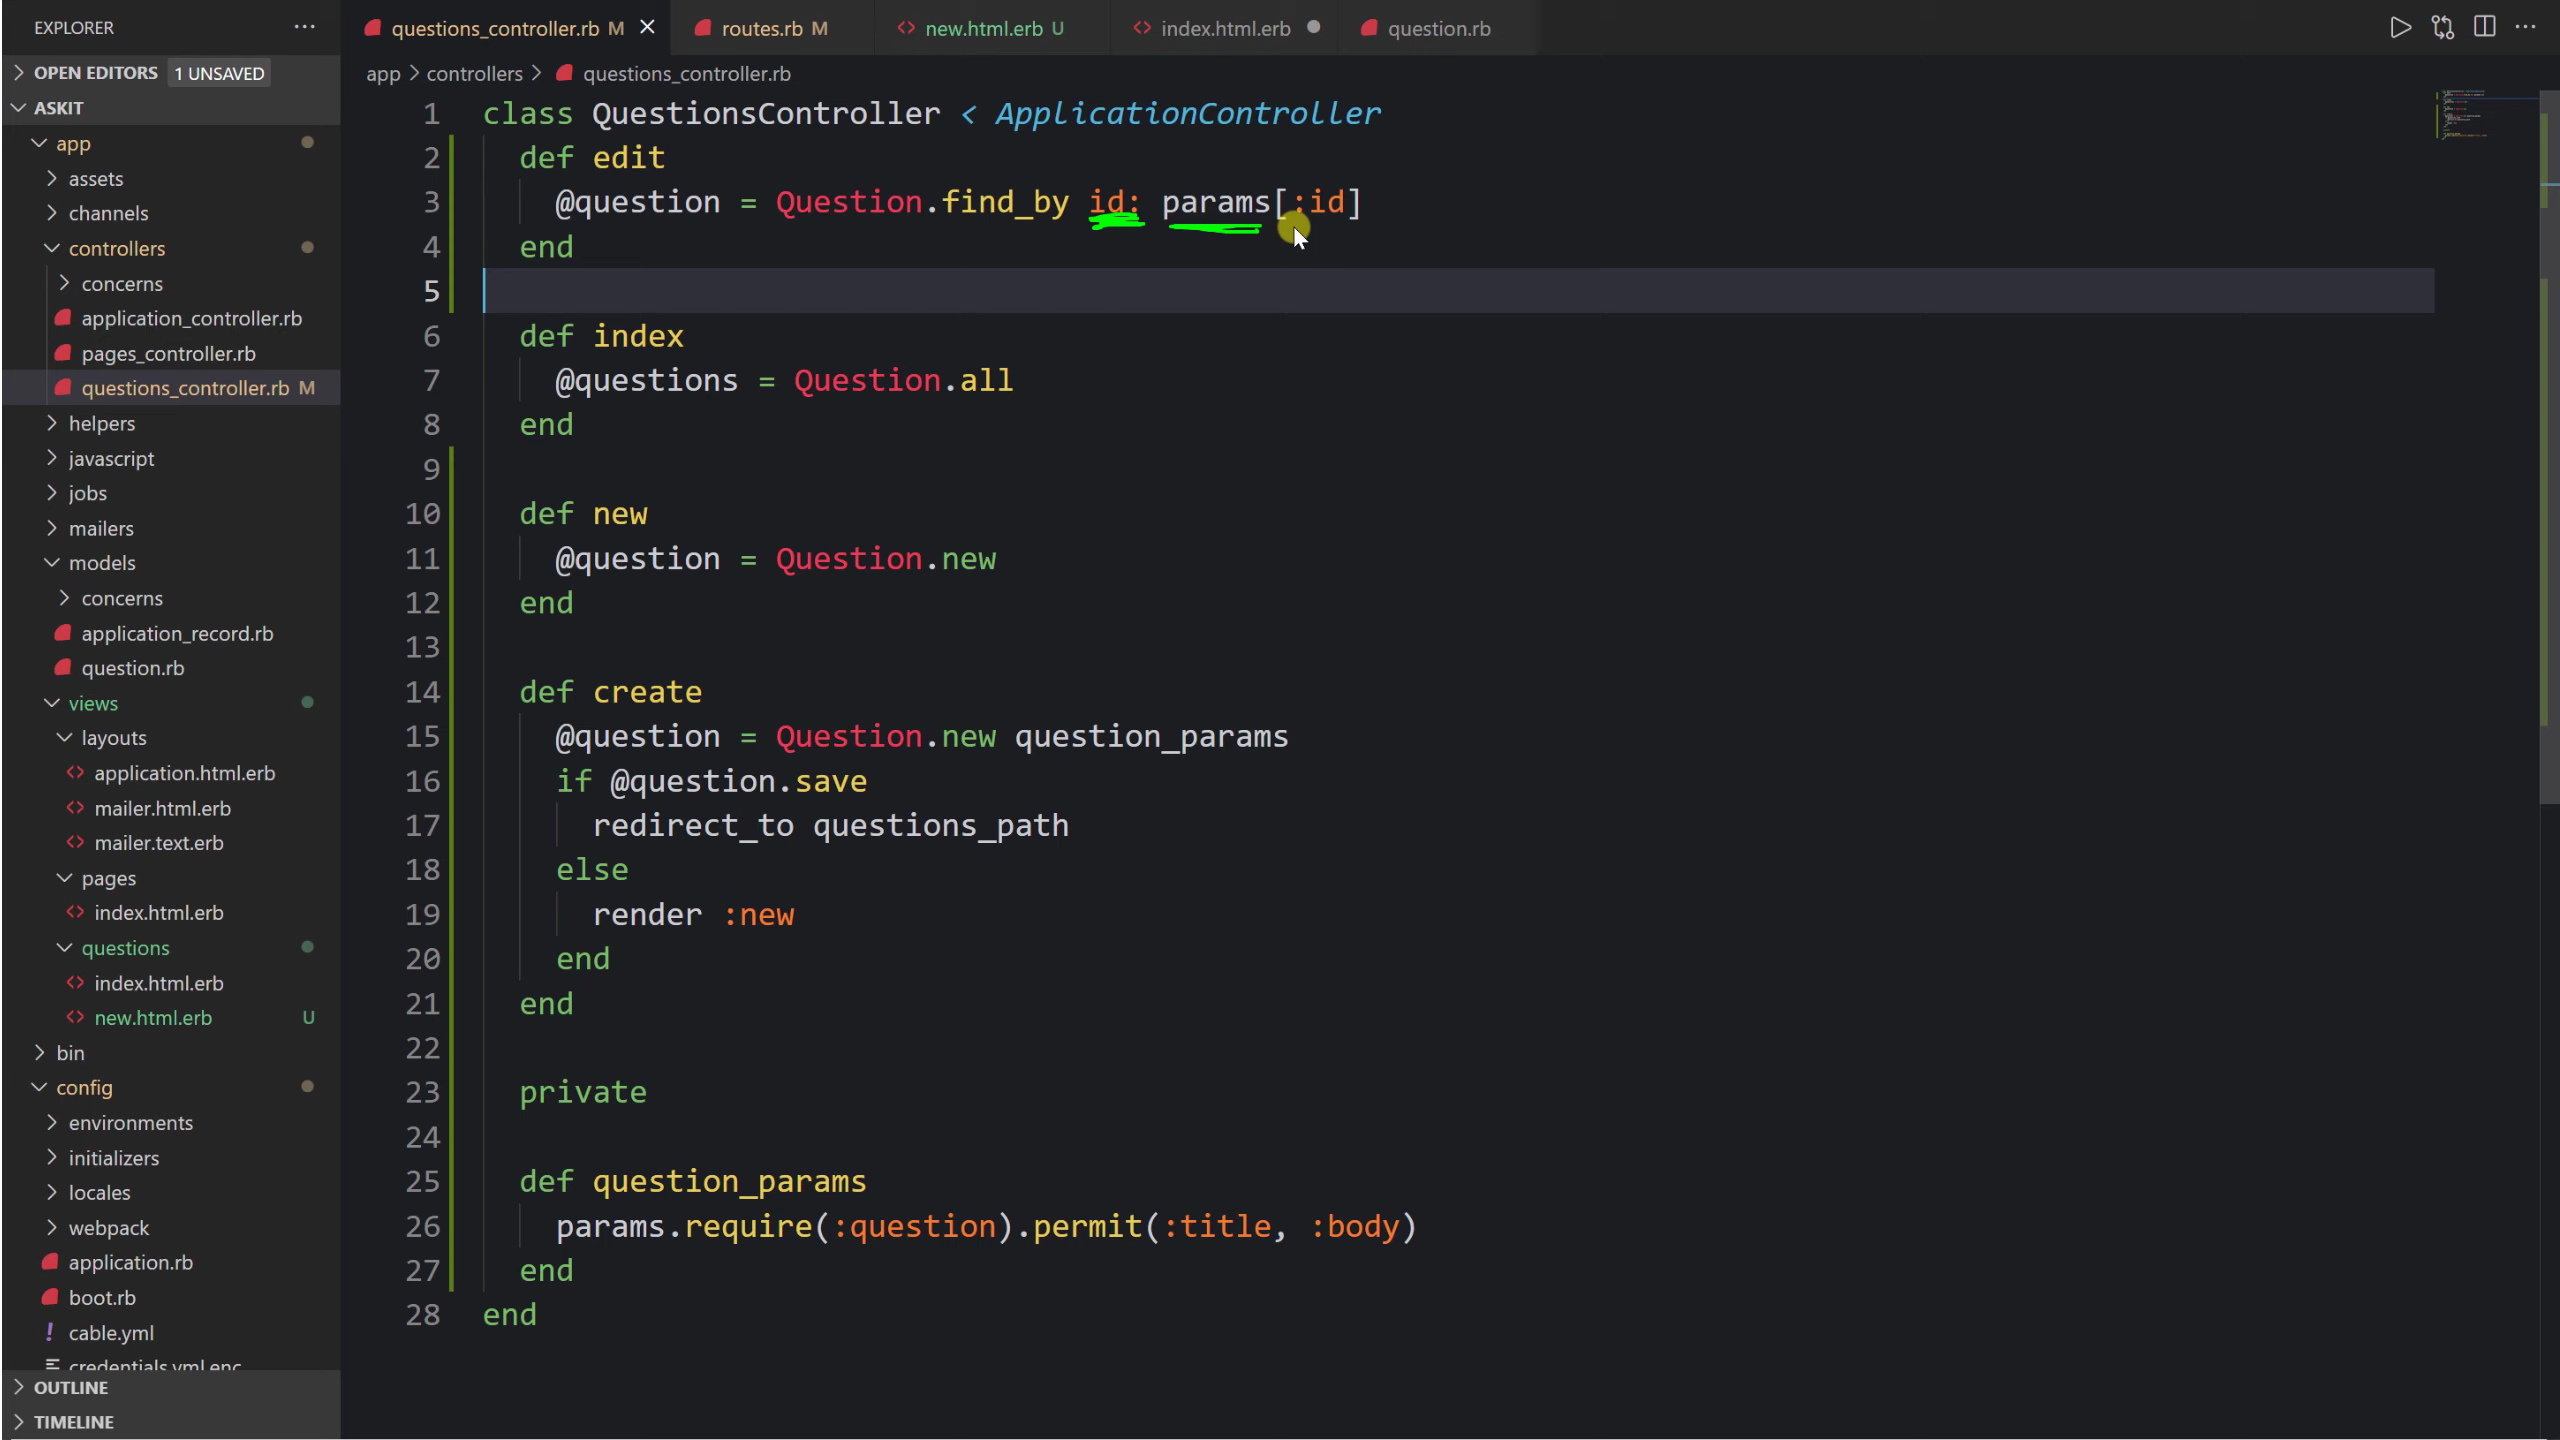 EXPLORER
OPEN EDITORS 1 UNSAVED
ASKIT
app
assets
channels
controllers
concerns
application_controller.rb
pages_controller.rb
questions_controller.rb M
helpers
javascript
jobs
mailers
models
concerns
application_record.rb
question.rb
views
layouts
application.html.erb
mailer.html.erb
mailer.text.erb
pages
index.html.erb
questions
index.html.erb
new.html.erb U
bin
config
environments
initializers
locales
webpack
application.rb
boot.rb
! cable.yml
credentials.yml.enc
OUTLINE
TIMELINE
questions_controller.rb M
routes.rb M
new.html.erb U
index.html.erb
question.rb
app > controllers > questions_controller.rb
1 class QuestionsController < ApplicationController
2 def edit
3 @question = Question.find_by id: params[:id]
4 end
5
6 def index
7 @questions = Question.all
8 end
9
10 def new
11 @question = Question.new
12 end
13
14 def create
15 @question = Question.new question_params
16 if @question.save
17 redirect_to questions_path
18 else
19 render :new
20 end
21 end
22
23 private
24
25 def question_params
26 params.require(:question).permit(:title, :body)
27 end
28 end